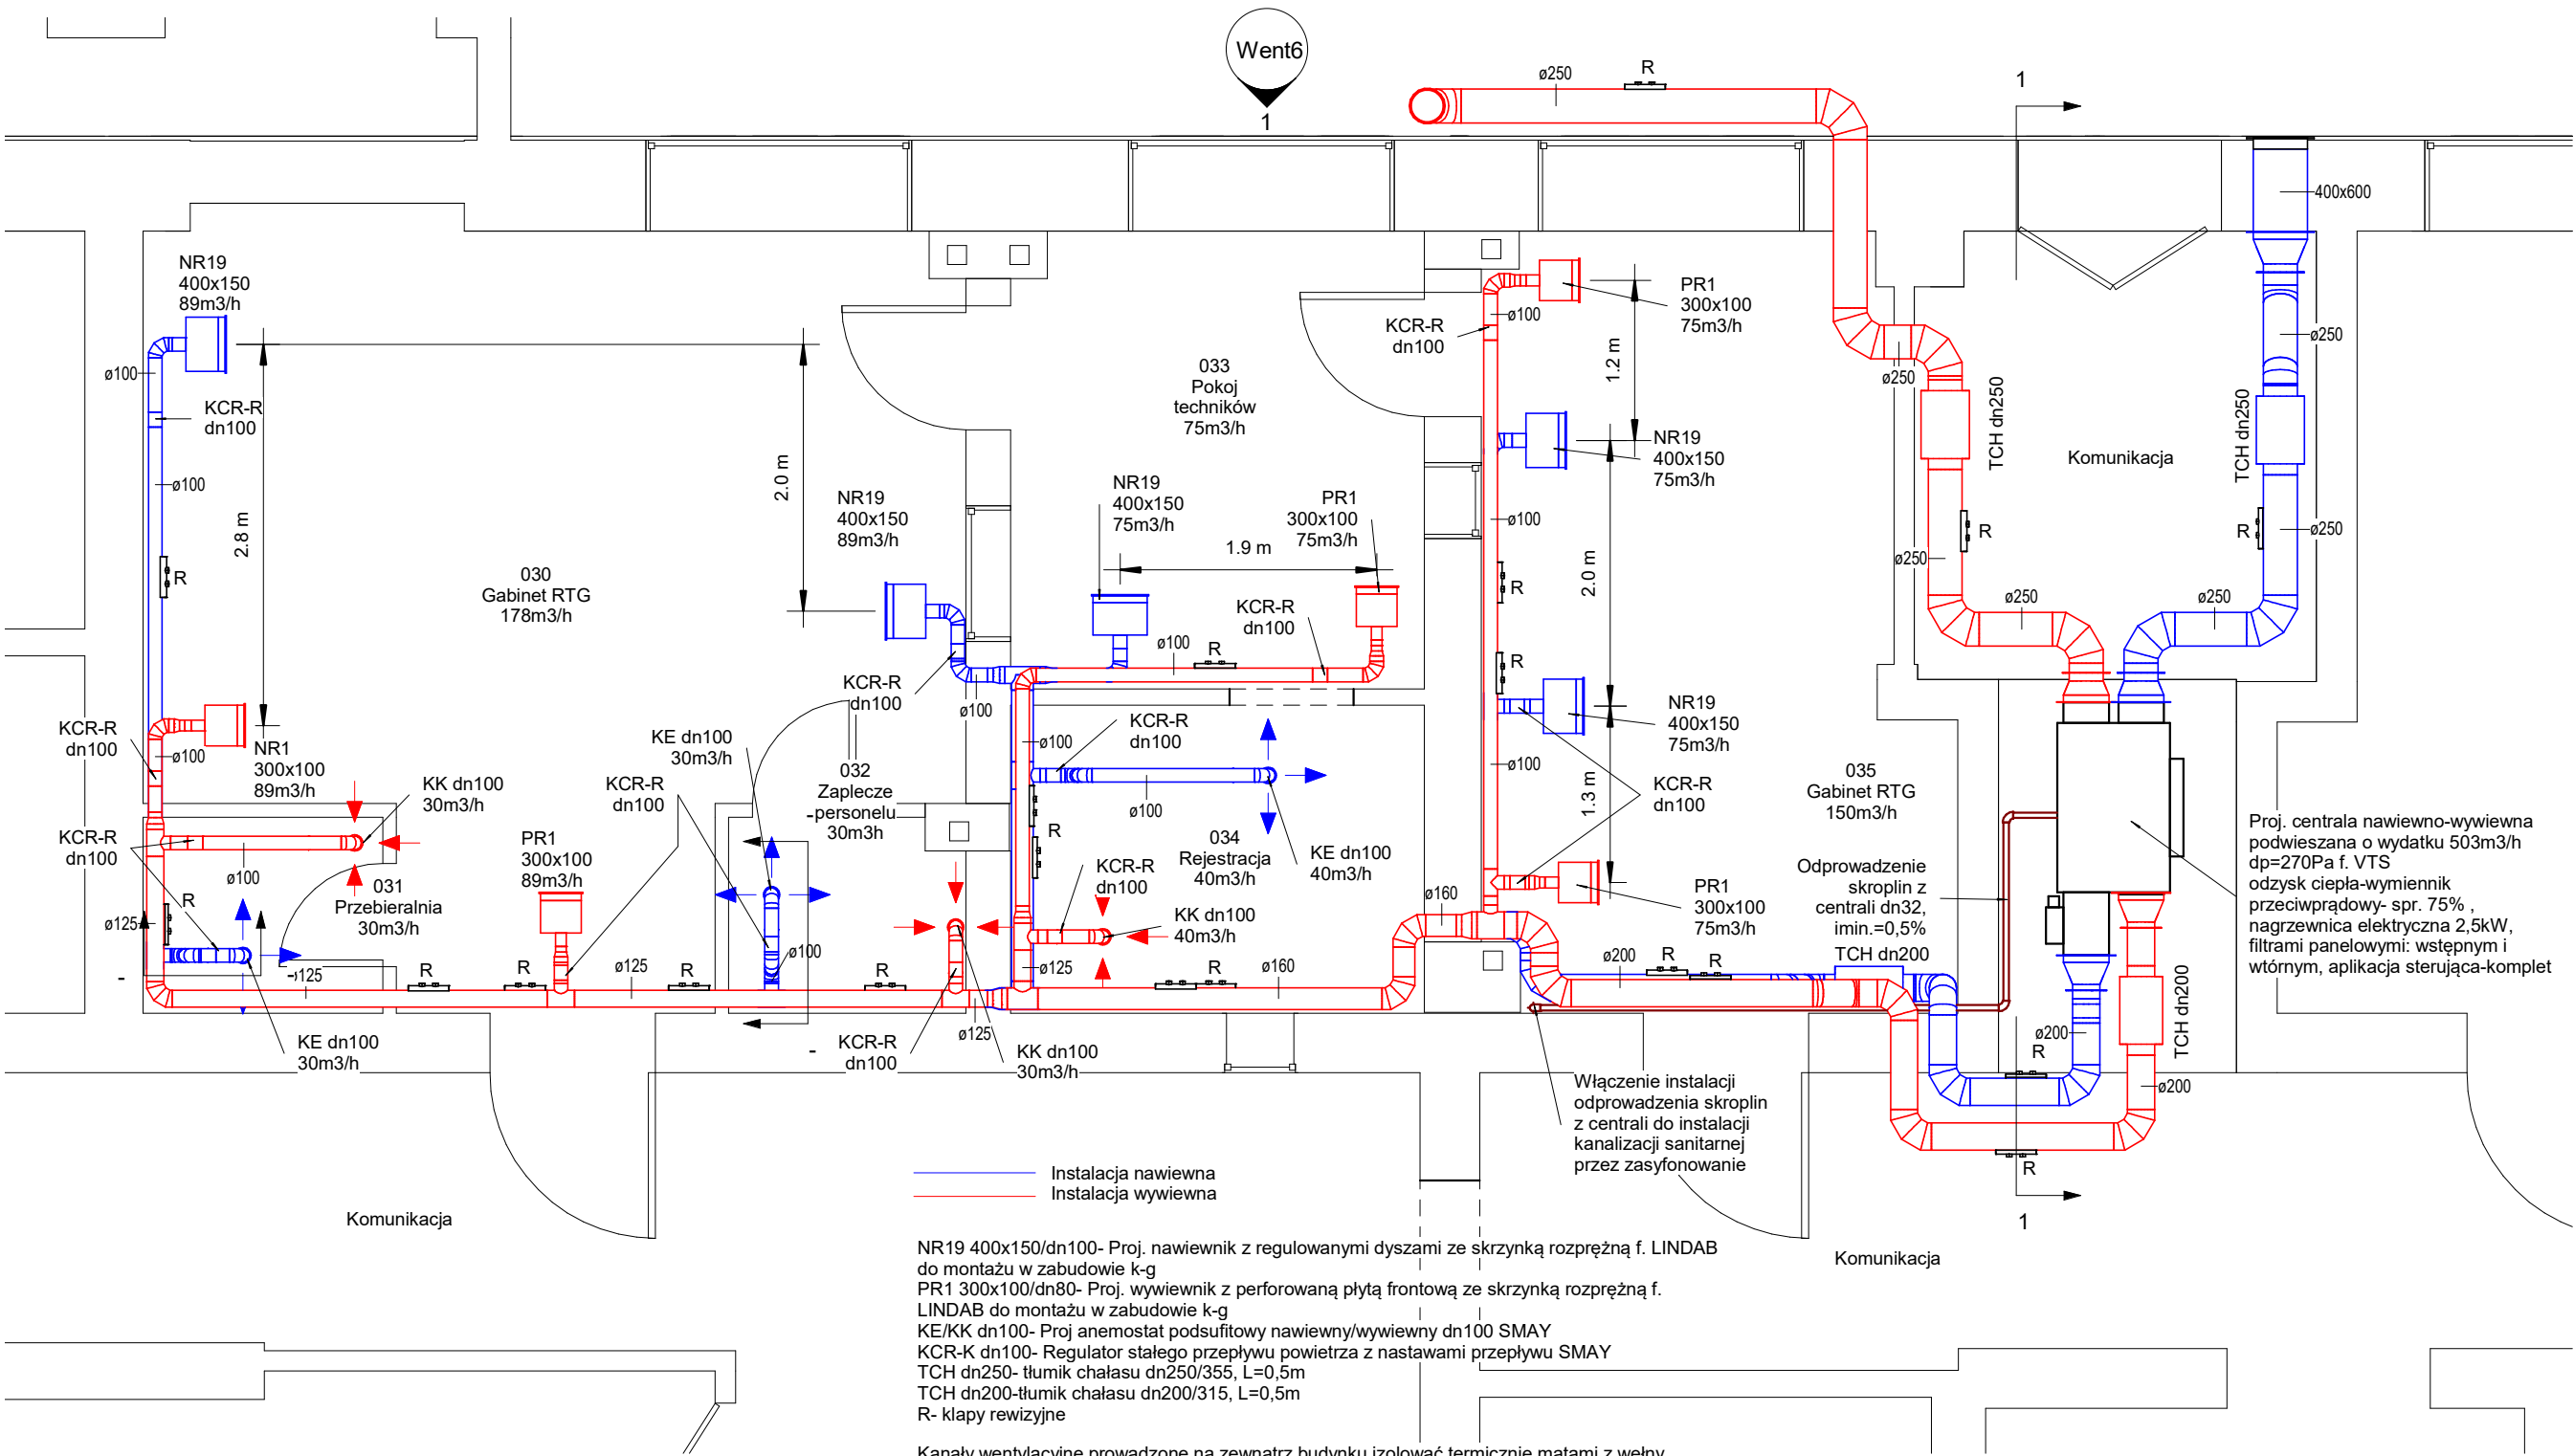 Went6
1
ø250
R
1
400x600
NR19
400x150
89m3/h
ø100
KCR-R
dn100
ø100
2.8 m
R
2.0 m
030
Gabinet RTG
178m3/h
NR19
400x150
89m3/h
KCR-R
dn100
ø100
033
Pokoj
techników
75m3/h
NR19
400x150
75m3/h
1.9 m
PR1
300x100
75m3/h
KCR-R
dn100
ø100
R
KCR-R
dn100
ø100
PR1
300x100
75m3/h
1.2 m
NR19
400x150
75m3/h
ø100
R
2.0 m
R
NR19
400x150
75m3/h
ø100
1.3 m
KCR-R
dn100
PR1
300x100
75m3/h
ø250
TCH dn250
R
ø250
ø250
Komunikacja
ø250
TCH dn250
R
ø250
ø250
KCR-R
dn100
ø100
NR1
300x100
89m3/h
KK dn100
30m3/h
KCR-R
dn100
ø100
031
Przebieralnia
30m3/h
R
ø125
-
-ø125
KE dn100
30m3/h
R
R
PR1
300x100
89m3/h
KCR-R
dn100
ø125
R
KE dn100
30m3/h
032
Zaplecze
-personelu
30m3h
ø100
R
-
KCR-R
dn100
ø125
KK dn100
30m3/h
ø100
KCR-R
dn100
ø100
R
034
Rejestracja
40m3/h
KE dn100
40m3/h
KCR-R
dn100
KK dn100
40m3/h
ø125
R
ø160
ø160
035
Gabinet RTG
150m3/h
Odprowadzenie
skroplin z
centrali dn32,
imin.=0,5%
TCH dn200
ø200
R
R
Proj. centrala nawiewno-wywiewna
podwieszana o wydatku 503m3/h
dp=270Pa f. VTS
odzysk ciepła-wymiennik
przeciwprądowy- spr. 75% ,
nagrzewnica elektryczna 2,5kW,
filtrami panelowymi: wstępnym i
wtórnym, aplikacja sterująca-komplet
TCH dn200
ø200
R
ø200
R
1
Włączenie instalacji
odprowadzenia skroplin
z centrali do instalacji
kanalizacji sanitarnej
przez zasyfonowanie
Komunikacja
Komunikacja
Instalacja nawiewna
Instalacja wywiewna
NR19 400x150/dn100- Proj. nawiewnik z regulowanymi dyszami ze skrzynką rozprężną f. LINDAB
do montażu w zabudowie k-g
PR1 300x100/dn80- Proj. wywiewnik z perforowaną płytą frontową ze skrzynką rozprężną f.
LINDAB do montażu w zabudowie k-g
KE/KK dn100- Proj anemostat podsufitowy nawiewny/wywiewny dn100 SMAY
KCR-K dn100- Regulator stałego przepływu powietrza z nastawami przepływu SMAY
TCH dn250- tłumik chałasu dn250/355, L=0,5m
TCH dn200-tłumik chałasu dn200/315, L=0,5m
R- klapy rewizyjne
Kanały wentylacyjne prowadzone na zewnątrz budynku izolować termicznie matami z wełny